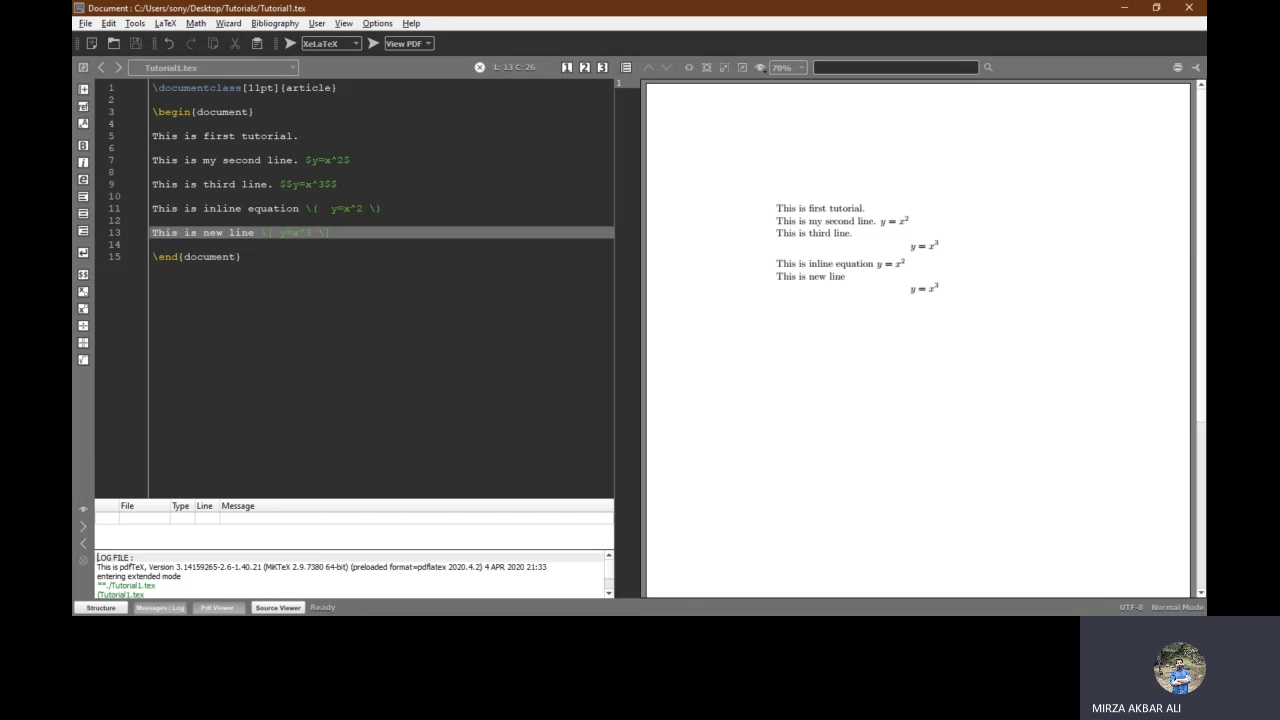 Document : C:/Users/sony/Desktop/Tutorials/Tutorial1.tex
File Edit Tools LaTeX Math Wizard Bibliography User View Options Help
XeLaTeX View PDF
Tutorial1.tex L: 13 C: 26 1 2 3 70%
1 \documentclass[11pt]{article}
2
3 \begin{document}
4
5 This is first tutorial.
6
7 This is my second line. $y=x^2$
8
9 This is third line. $$y=x^3$$
10
11 This is inline equation \(  y=x^2 \)
12
13 This is new line \[ y=x^3 \]
14
15 \end{document}
1
This is first tutorial.
This is my second line. y = x²
This is third line.
y = x³
This is inline equation y = x²
This is new line
y = x³
File Type Line Message
LOG FILE :
This is pdfTeX, Version 3.14159265-2.6-1.40.21 (MiKTeX 2.9.7380 64-bit) (preloaded format=pdflatex 2020.4.2) 4 APR 2020 21:33
entering extended mode
**./Tutorial1.tex
(Tutorial1.tex
Structure Messages / Log Pdf Viewer Source Viewer Ready UTF-8 Normal Mode
MIRZA AKBAR ALI